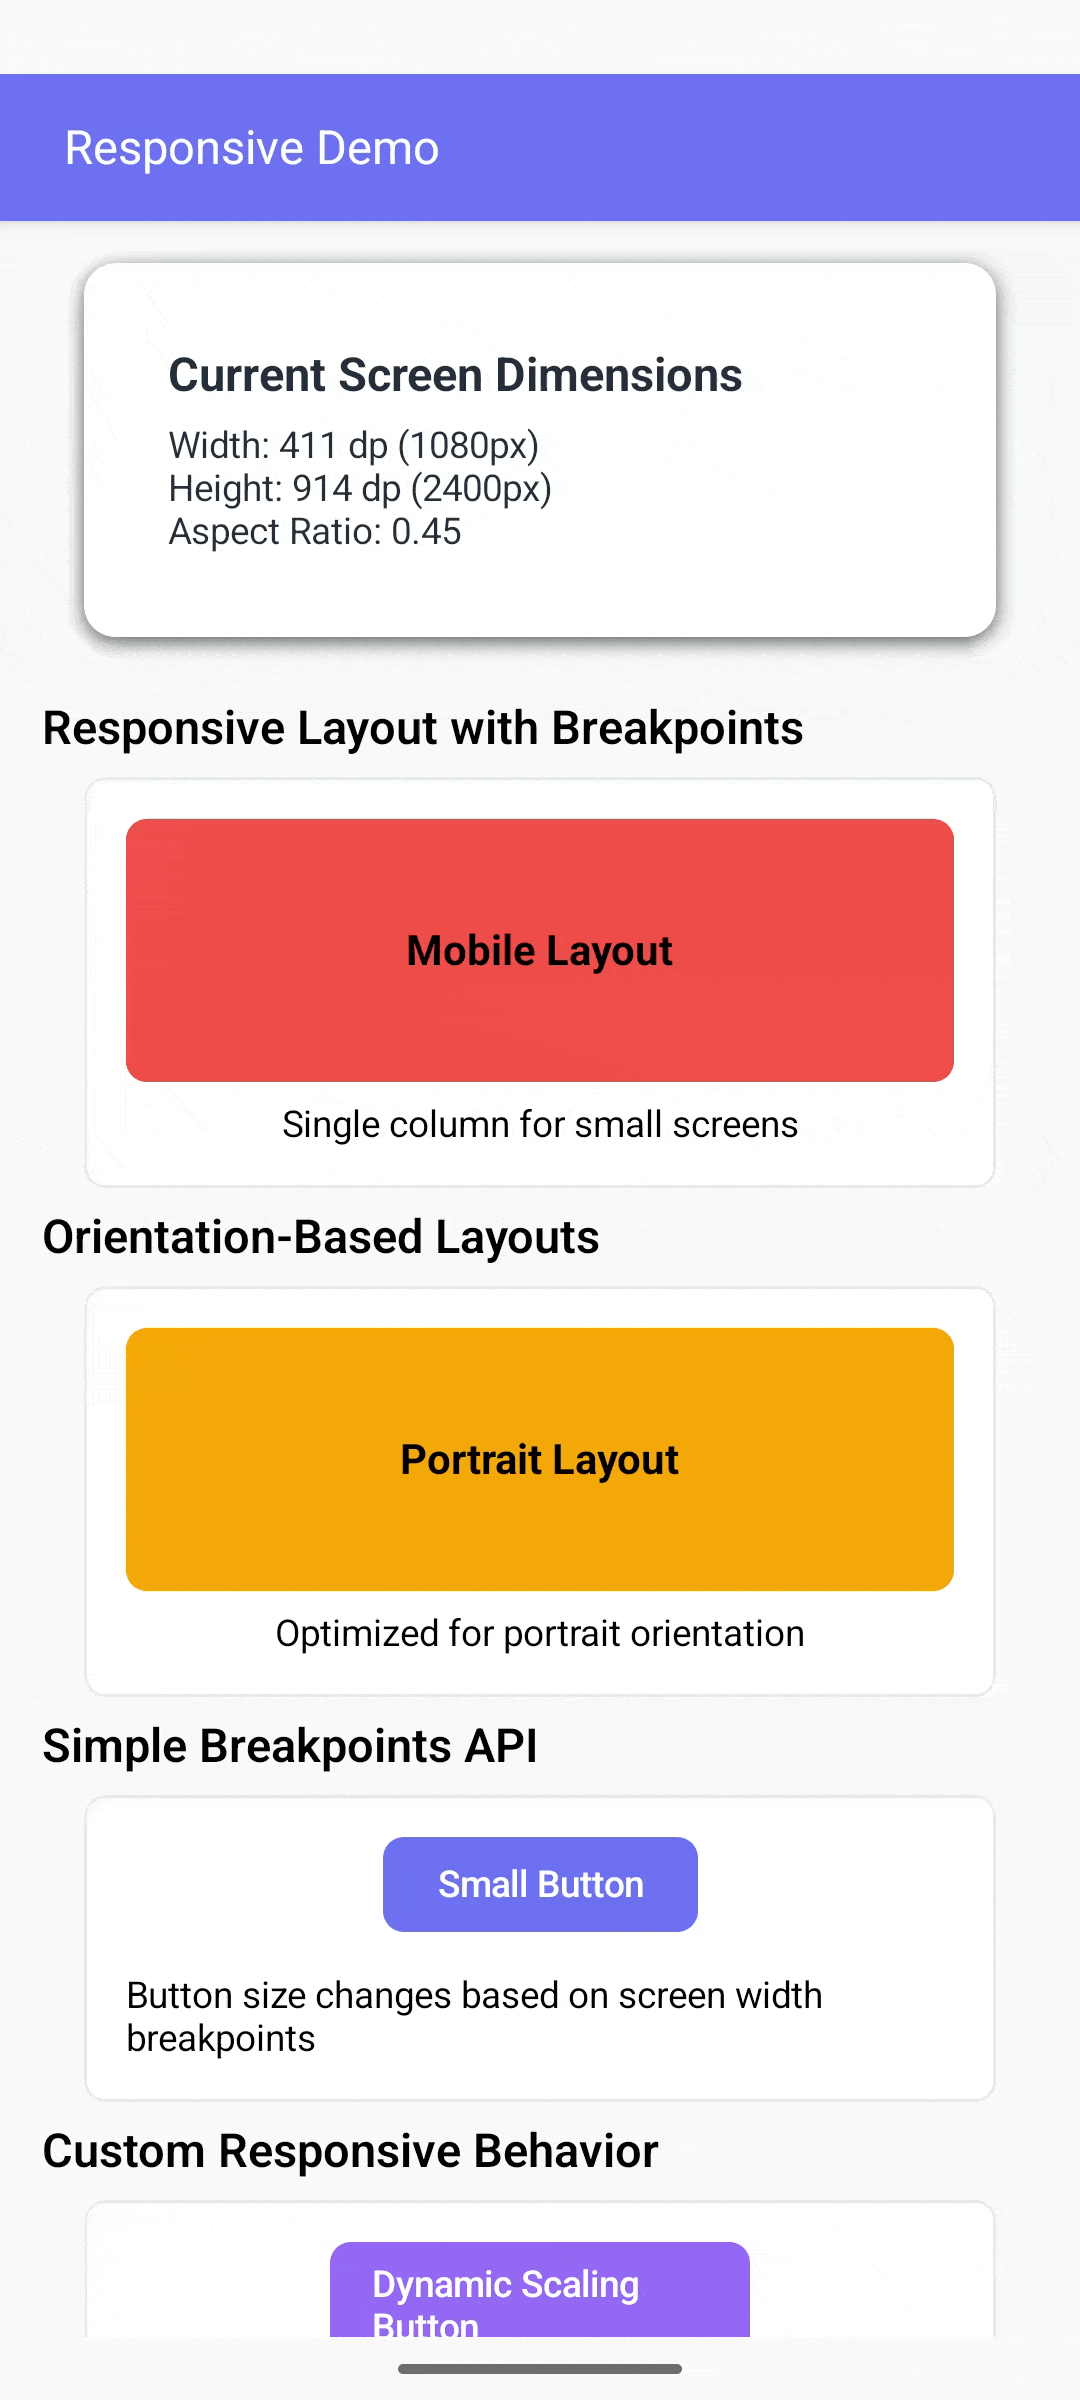 Responsive Demo
Current Screen Dimensions
Width: 411 dp (1080px)
Height: 914 dp (2400px)
Aspect Ratio: 0.45
Responsive Layout with Breakpoints
Mobile Layout
Single column for small screens
Orientation-Based Layouts
Portrait Layout
Optimized for portrait orientation
Simple Breakpoints API
Small Button
Button size changes based on screen width
breakpoints
Custom Responsive Behavior
Dynamic Scaling
Button